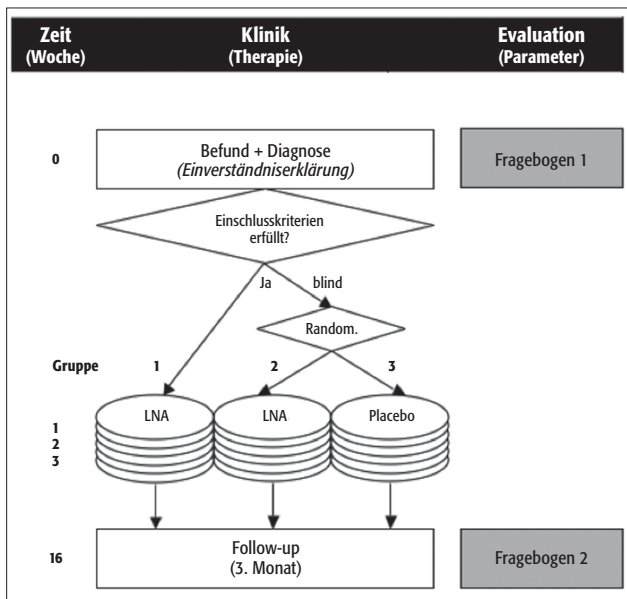 Zeit Klinik Evaluation
(Woche) (Therapie) (Parameter)
0 Befund + Diagnose Fragebogen 1
(Einverständniserklärung)
Einschlusskriterien
erfüllt?
Ja blind
Random.
Gruppe 1 2 3
LNA LNA Placebo
1
2
3
16 Follow-up Fragebogen 2
(3. Monat)